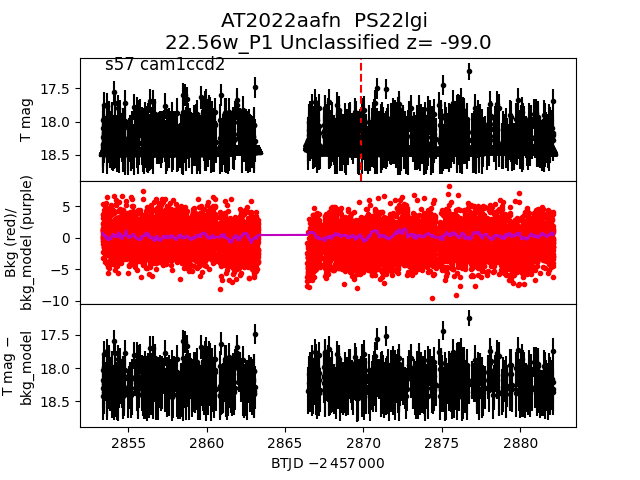 AT2022aafn  PS22lgi
22.56w_P1 Unclassified z= -99.0
s57 cam1ccd2
T mag
17.5
18.0
18.5
Bkg (red)/
bkg_model (purple)
5
0
−5
−10
T mag −
bkg_model
17.5
18.0
18.5
2855
2860
2865
2870
2875
2880
BTJD −2 457 000